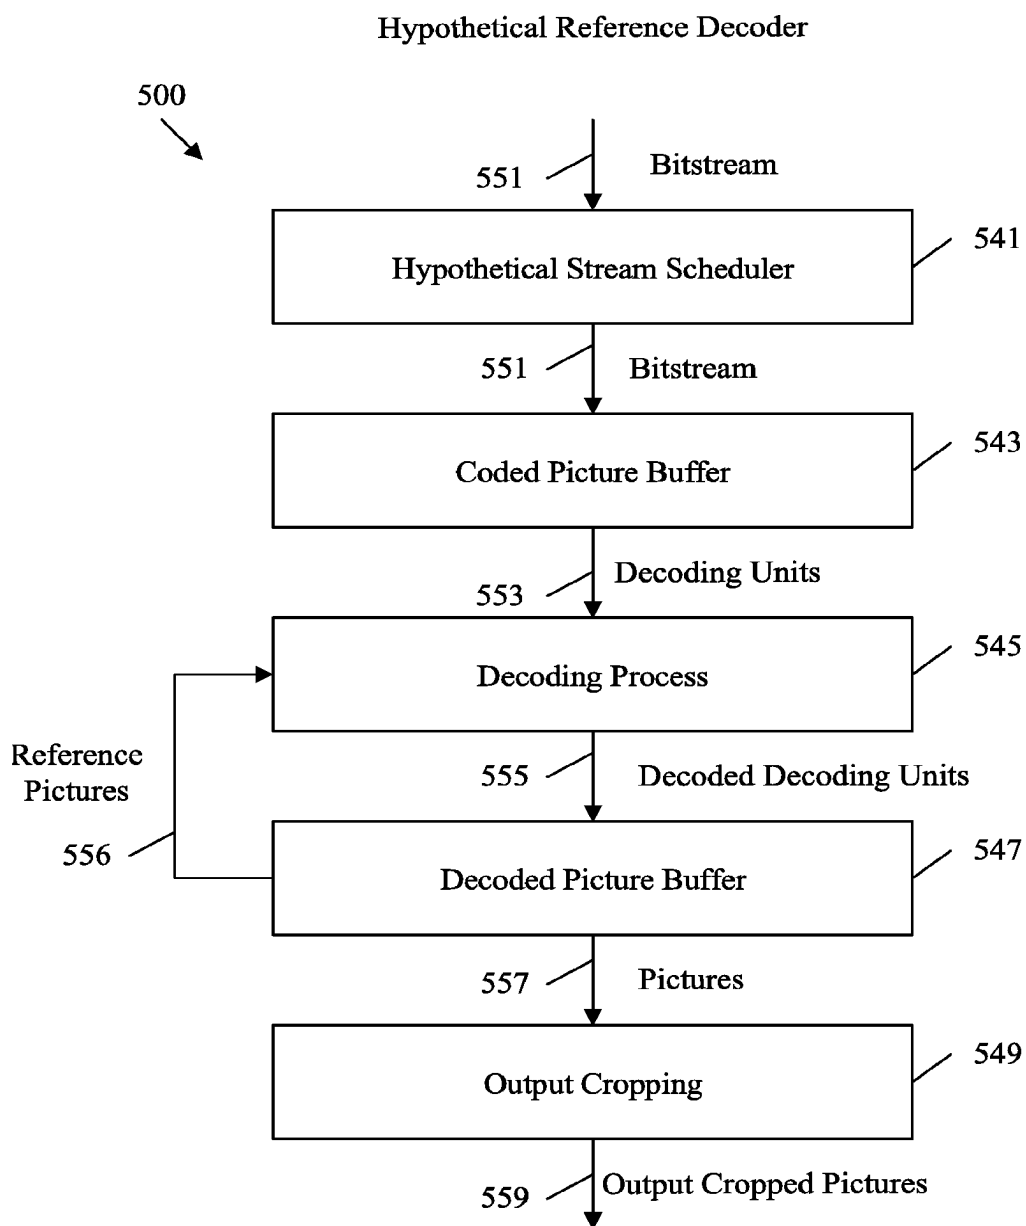 Hypothetical Reference Decoder
500
551
Bitstream
541
Hypothetical Stream Scheduler
551
Bitstream
543
Coded Picture Buffer
553
Decoding Units
545
Decoding Process
Reference
Pictures
555
Decoded Decoding Units
556
547
Decoded Picture Buffer
557
Pictures
549
Output Cropping
559
Output Cropped Pictures